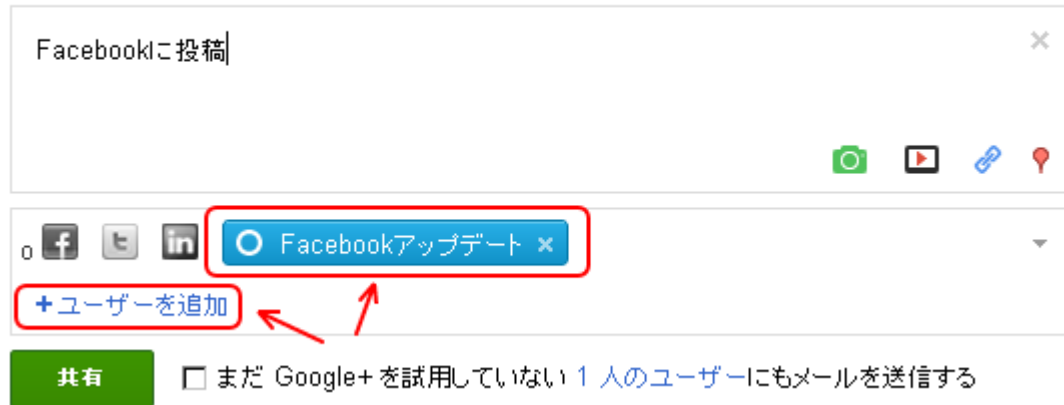 Facebookに投稿
o f t in Facebookアップデート ×
+ユーザーを追加
共有 まだ Google+ を試用していない 1 人のユーザーにもメールを送信する